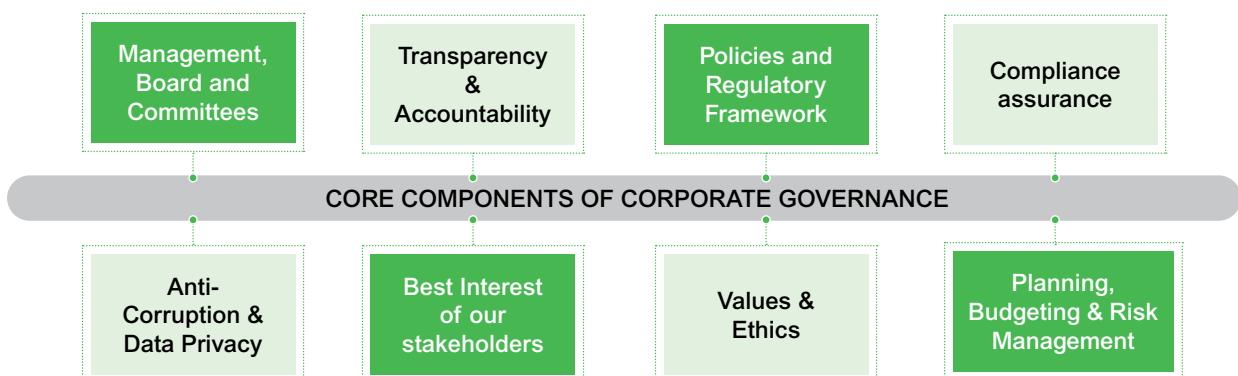 Management,
Board and
Committees
Transparency
&
Accountability
Policies and
Regulatory
Framework
Compliance
assurance
CORE COMPONENTS OF CORPORATE GOVERNANCE
Anti-
Corruption &
Data Privacy
Best Interest
of our
stakeholders
Values &
Ethics
Planning,
Budgeting & Risk
Management